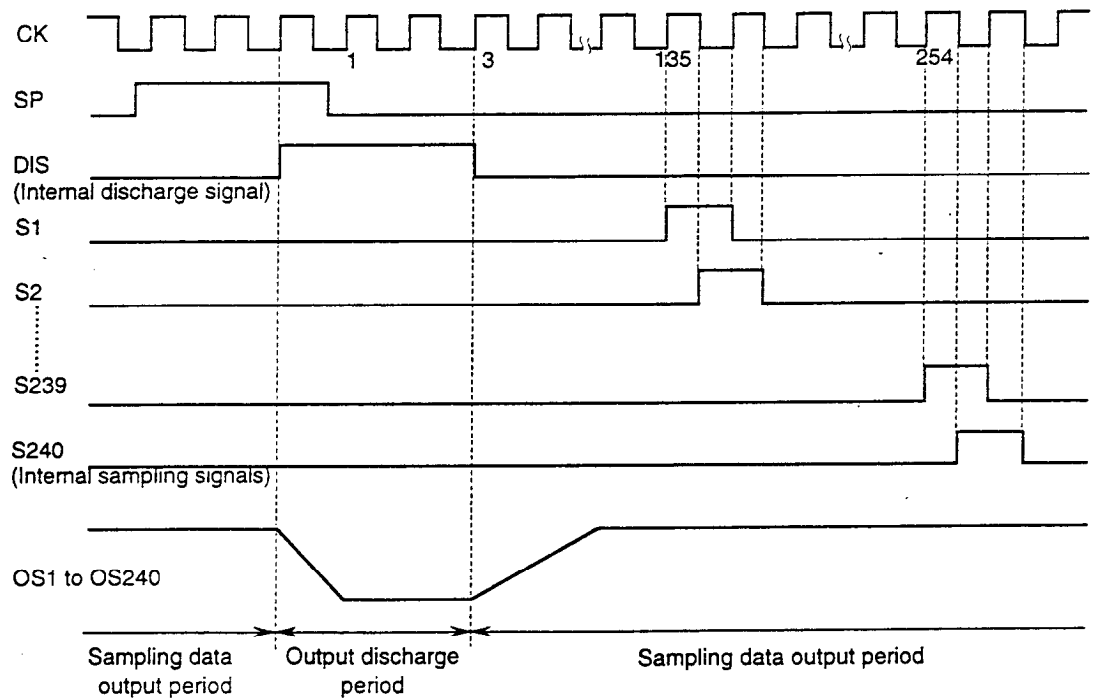 CK
1
3
135
254
SP
DIS
(Internal discharge signal)
S1
S2
S239
S240
(Internal sampling signals)
OS1 to OS240
Sampling data
output period
Output discharge
period
Sampling data output period